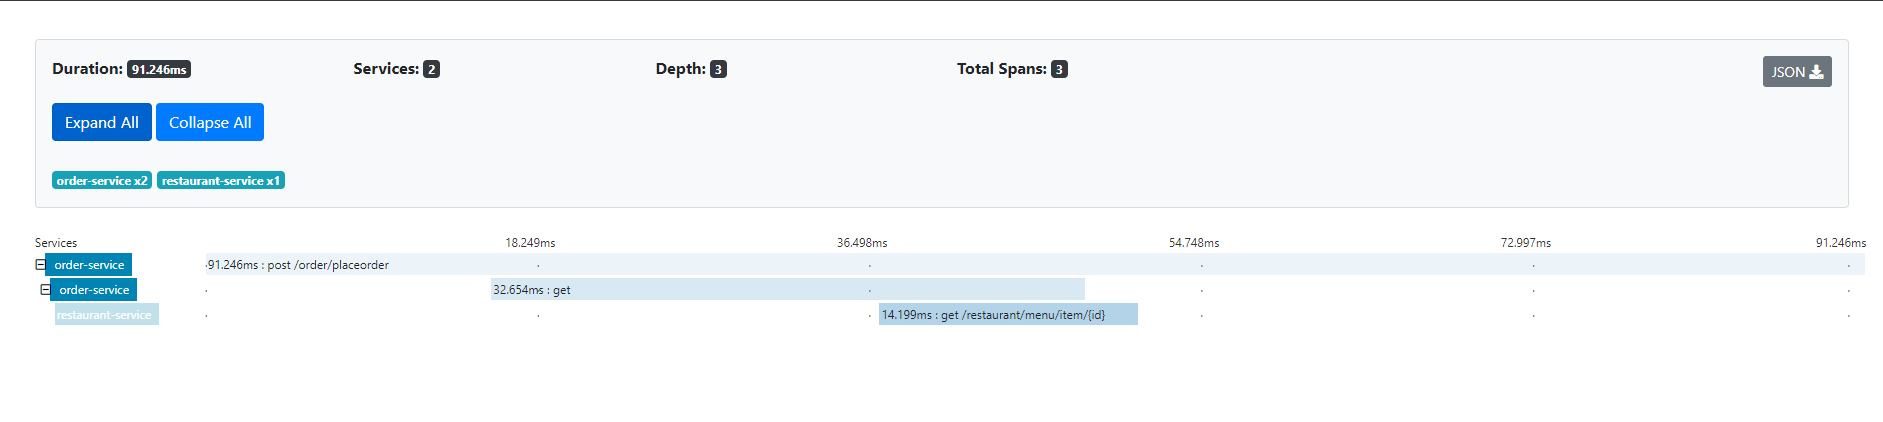 Duration: 91.246ms Services: 2 Depth: 3 Total Spans: 3 JSON
Expand All Collapse All
order-service x2 restaurant-service x1
Services 18.249ms 36.498ms 54.748ms 72.997ms 91.246ms
order-service 91.246ms : post /order/placeorder
order-service 32.654ms : get
restaurant-service 14.199ms : get /restaurant/menu/item/{id}